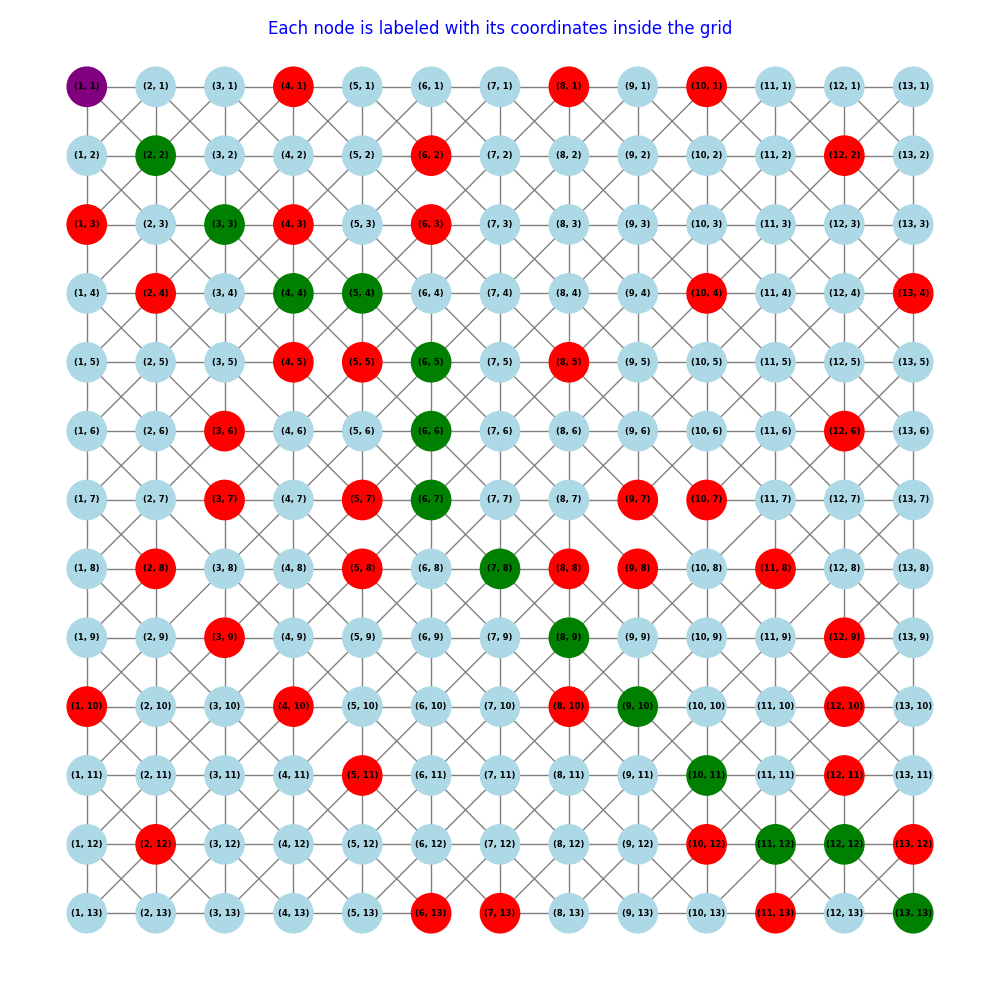 Each node is labeled with its coordinates inside the grid
(1, 1) (2, 1) (3, 1) (4, 1) (5, 1) (6, 1) (7, 1) (8, 1) (9, 1) (10, 1) (11, 1) (12, 1) (13, 1)
(1, 2) (2, 2) (3, 2) (4, 2) (5, 2) (6, 2) (7, 2) (8, 2) (9, 2) (10, 2) (11, 2) (12, 2) (13, 2)
(1, 3) (2, 3) (3, 3) (4, 3) (5, 3) (6, 3) (7, 3) (8, 3) (9, 3) (10, 3) (11, 3) (12, 3) (13, 3)
(1, 4) (2, 4) (3, 4) (4, 4) (5, 4) (6, 4) (7, 4) (8, 4) (9, 4) (10, 4) (11, 4) (12, 4) (13, 4)
(1, 5) (2, 5) (3, 5) (4, 5) (5, 5) (6, 5) (7, 5) (8, 5) (9, 5) (10, 5) (11, 5) (12, 5) (13, 5)
(1, 6) (2, 6) (3, 6) (4, 6) (5, 6) (6, 6) (7, 6) (8, 6) (9, 6) (10, 6) (11, 6) (12, 6) (13, 6)
(1, 7) (2, 7) (3, 7) (4, 7) (5, 7) (6, 7) (7, 7) (8, 7) (9, 7) (10, 7) (11, 7) (12, 7) (13, 7)
(1, 8) (2, 8) (3, 8) (4, 8) (5, 8) (6, 8) (7, 8) (8, 8) (9, 8) (10, 8) (11, 8) (12, 8) (13, 8)
(1, 9) (2, 9) (3, 9) (4, 9) (5, 9) (6, 9) (7, 9) (8, 9) (9, 9) (10, 9) (11, 9) (12, 9) (13, 9)
(1, 10) (2, 10) (3, 10) (4, 10) (5, 10) (6, 10) (7, 10) (8, 10) (9, 10) (10, 10) (11, 10) (12, 10) (13, 10)
(1, 11) (2, 11) (3, 11) (4, 11) (5, 11) (6, 11) (7, 11) (8, 11) (9, 11) (10, 11) (11, 11) (12, 11) (13, 11)
(1, 12) (2, 12) (3, 12) (4, 12) (5, 12) (6, 12) (7, 12) (8, 12) (9, 12) (10, 12) (11, 12) (12, 12) (13, 12)
(1, 13) (2, 13) (3, 13) (4, 13) (5, 13) (6, 13) (7, 13) (8, 13) (9, 13) (10, 13) (11, 13) (12, 13) (13, 13)